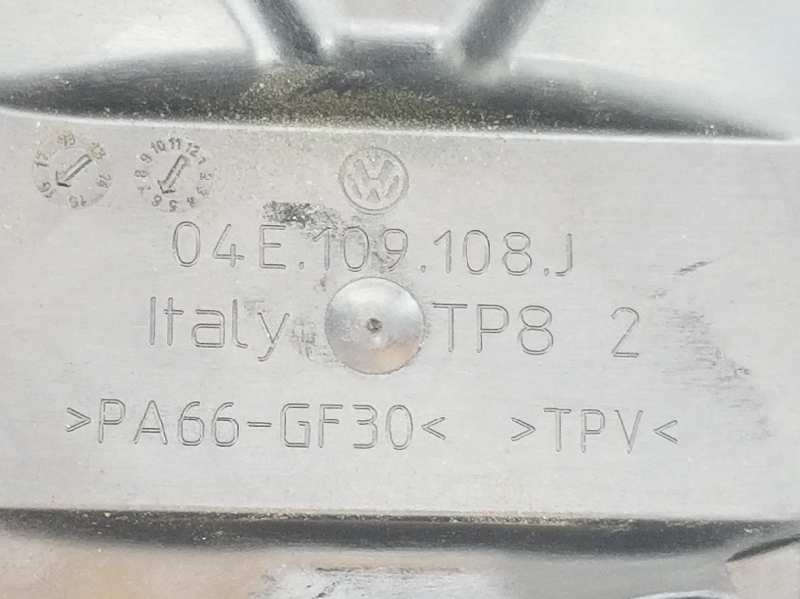 04E.109.108.J
Italy TP8 2
>PA66-GF30< >TPV<